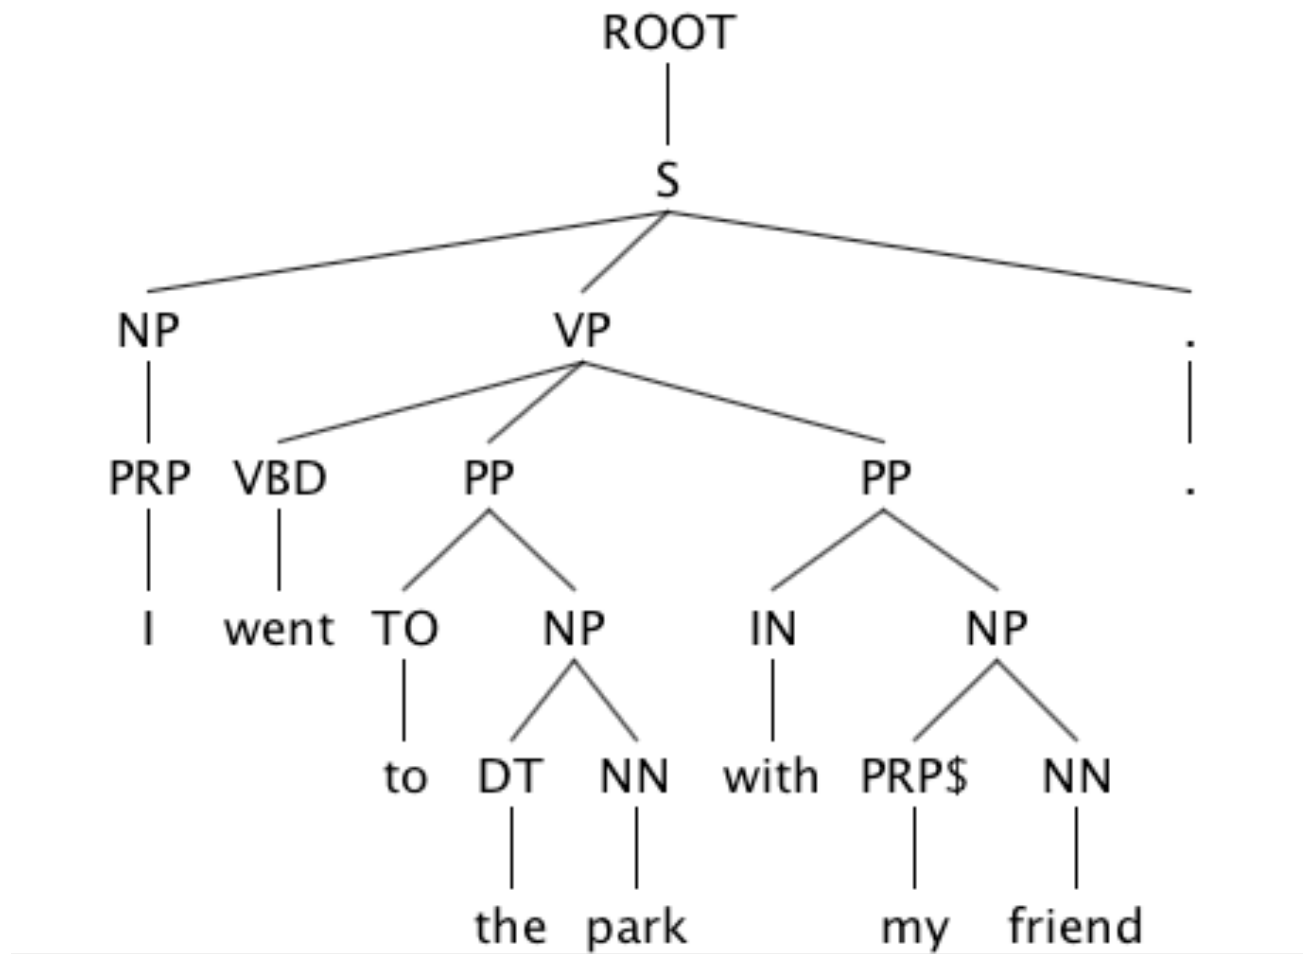 ROOT
S
NP VP .
PRP VBD PP PP .
I went TO NP IN NP
to DT NN with PRP$ NN
the park my friend